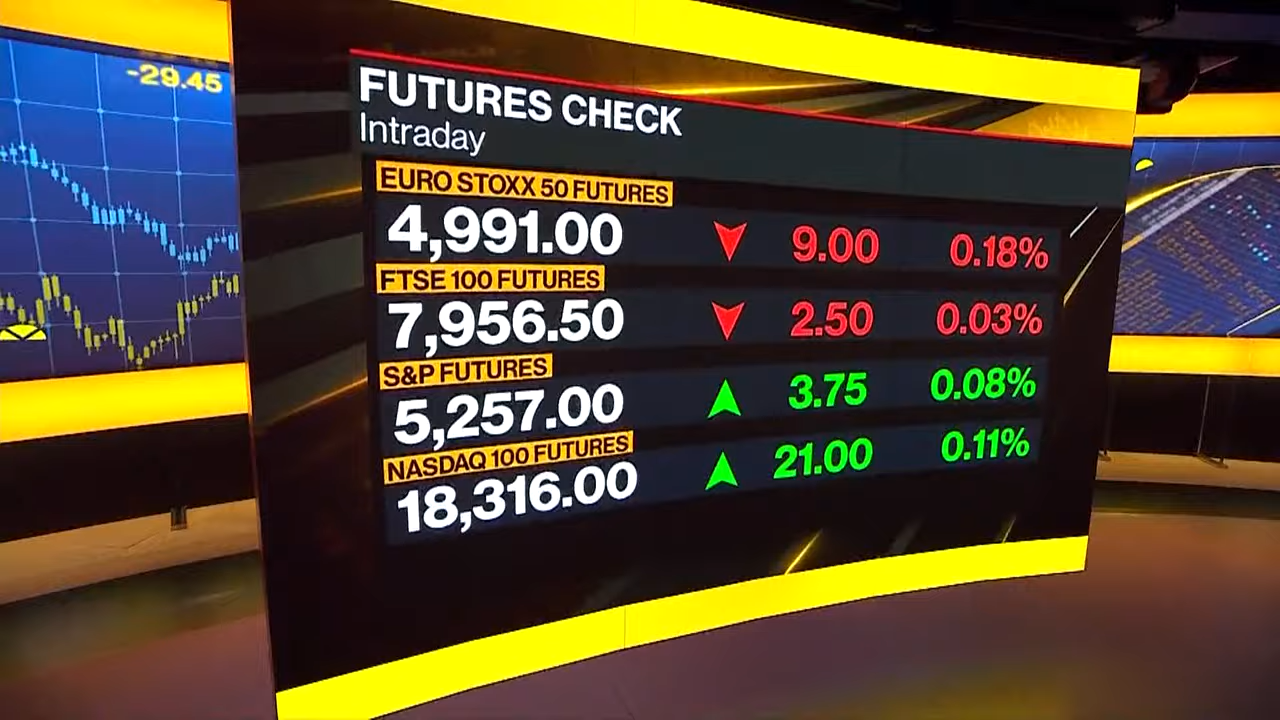 -29.45
FUTURES CHECK
Intraday
EURO STOXX 50 FUTURES
4,991.00 ▼ 9.00 0.18%
FTSE 100 FUTURES
7,956.50 ▼ 2.50 0.03%
S&P FUTURES
5,257.00 ▲ 3.75 0.08%
NASDAQ 100 FUTURES
18,316.00 ▲ 21.00 0.11%